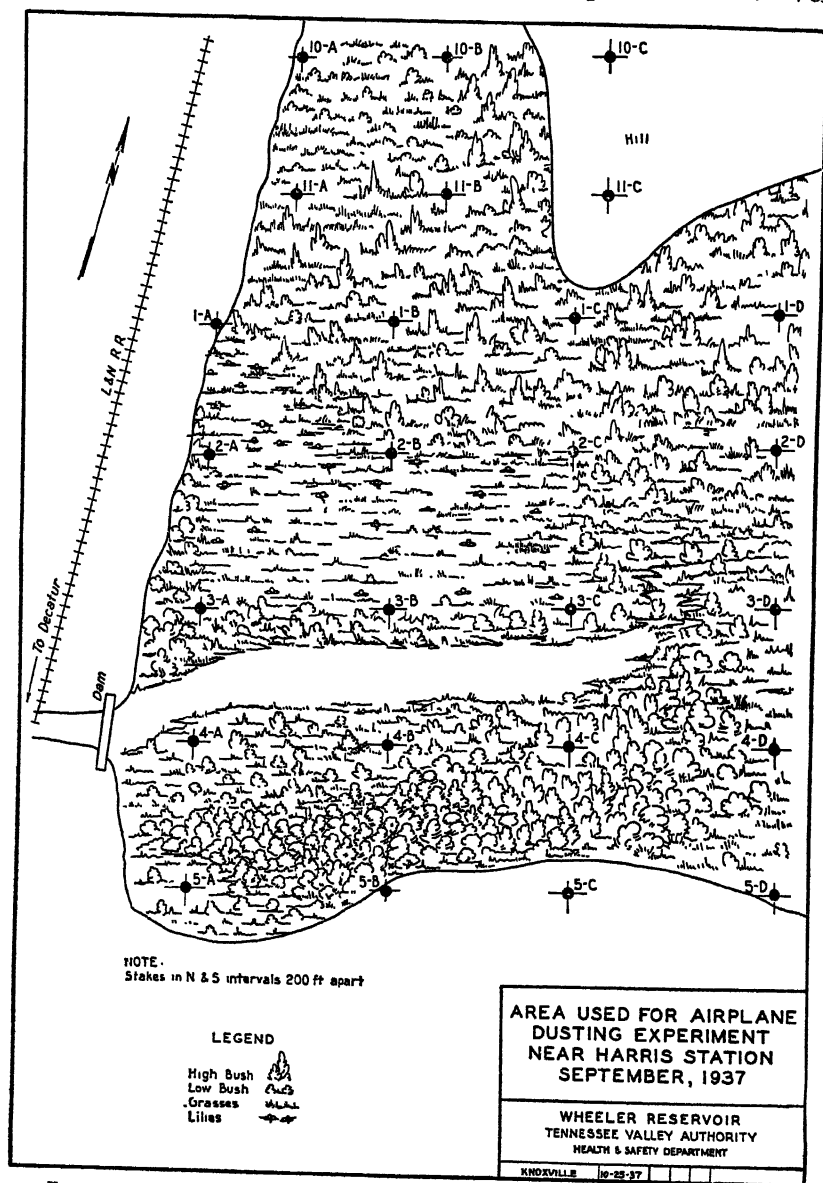 10-A 10-B 10-C
Hill
11-A 11-B 11-C
1-A 1-B 1-C 1-D
L&N R.R.
2-A 2-B 2-C 2-D
3-A 3-B 3-C 3-D
To Decatur
Dam
4-A 4-B 4-C 4-D
5-A 5-B 5-C 5-D
NOTE.
Stakes in N & S intervals 200 ft apart
LEGEND
High Bush
Low Bush
Grasses
Lilies
AREA USED FOR AIRPLANE
DUSTING EXPERIMENT
NEAR HARRIS STATION
SEPTEMBER, 1937
WHEELER RESERVOIR
TENNESSEE VALLEY AUTHORITY
HEALTH & SAFETY DEPARTMENT
KNOXVILLE 10-25-37